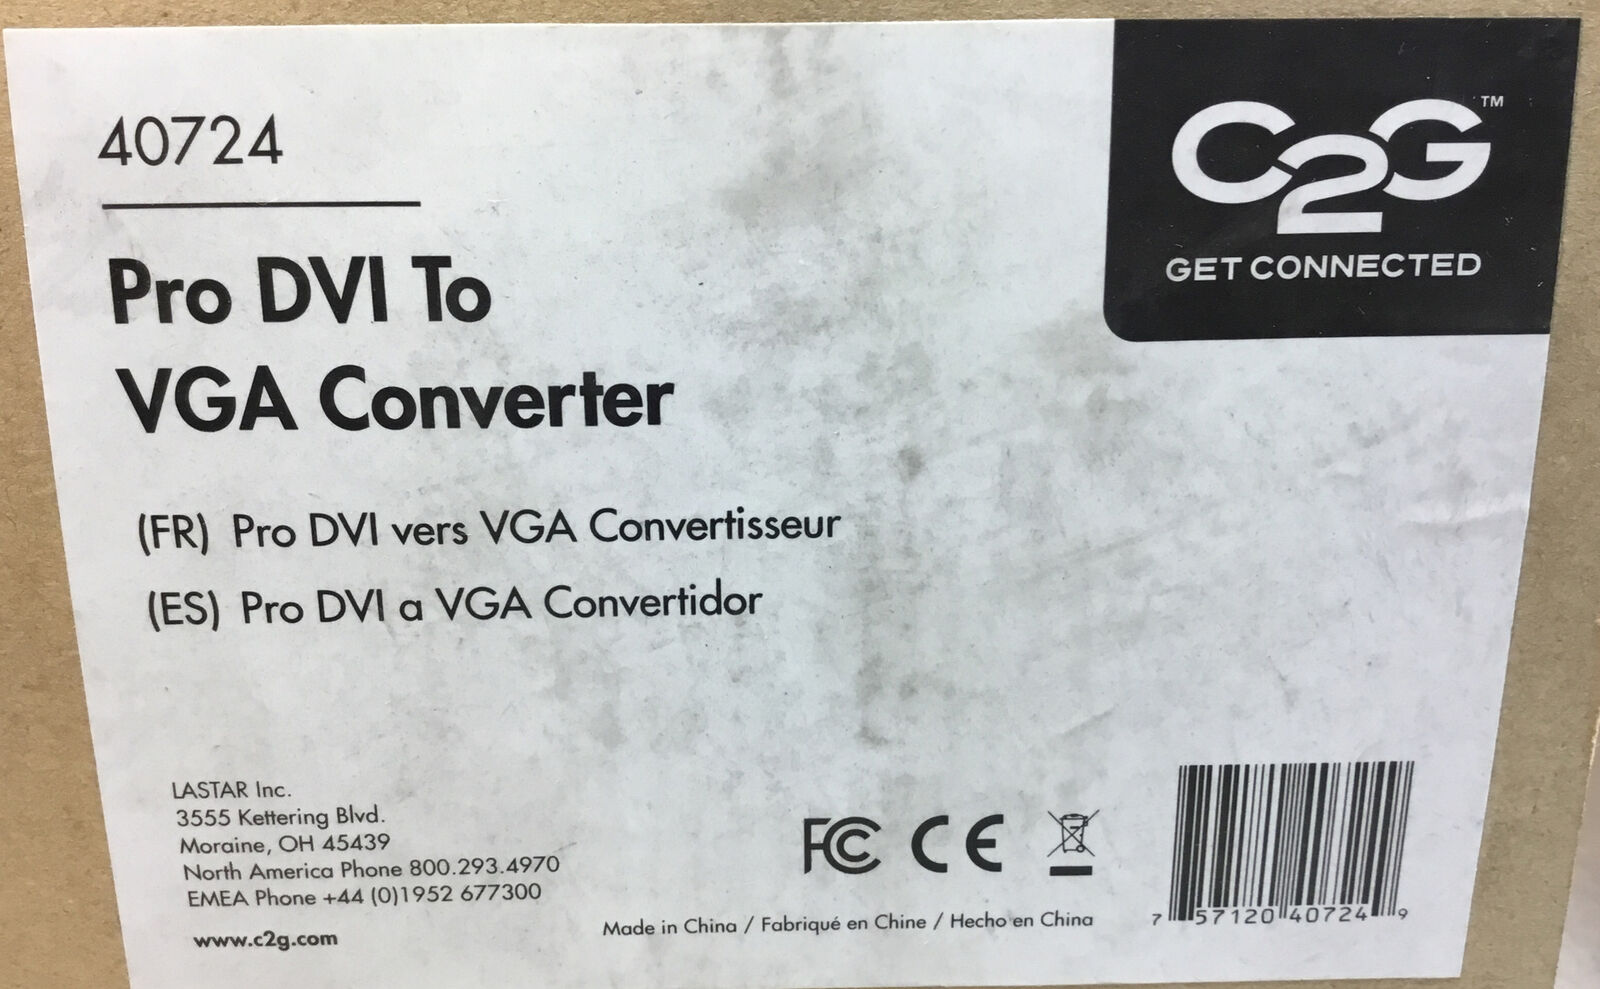 40724
C2G™
GET CONNECTED
Pro DVI To
VGA Converter
(FR) Pro DVI vers VGA Convertisseur
(ES) Pro DVI a VGA Convertidor
LASTAR Inc.
3555 Kettering Blvd.
Moraine, OH 45439
North America Phone 800.293.4970
EMEA Phone +44 (0)1952 677300
www.c2g.com
FC CE
Made in China / Fabriqué en Chine / Hecho en China
7 57120 40724 9